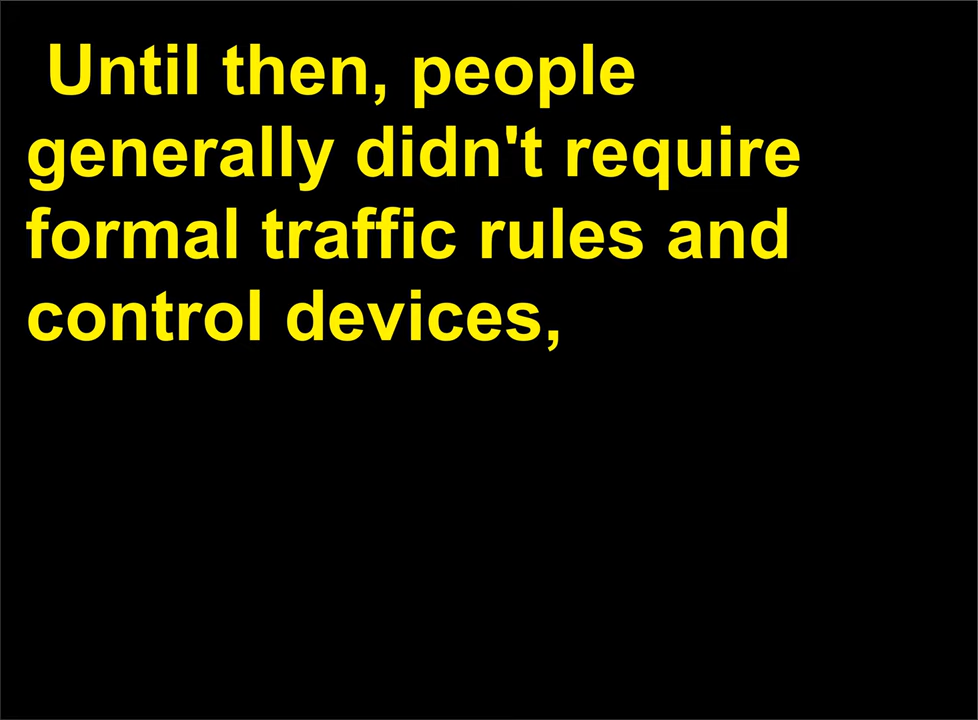 Until then, people
generally didn't require
formal traffic rules and
control devices,